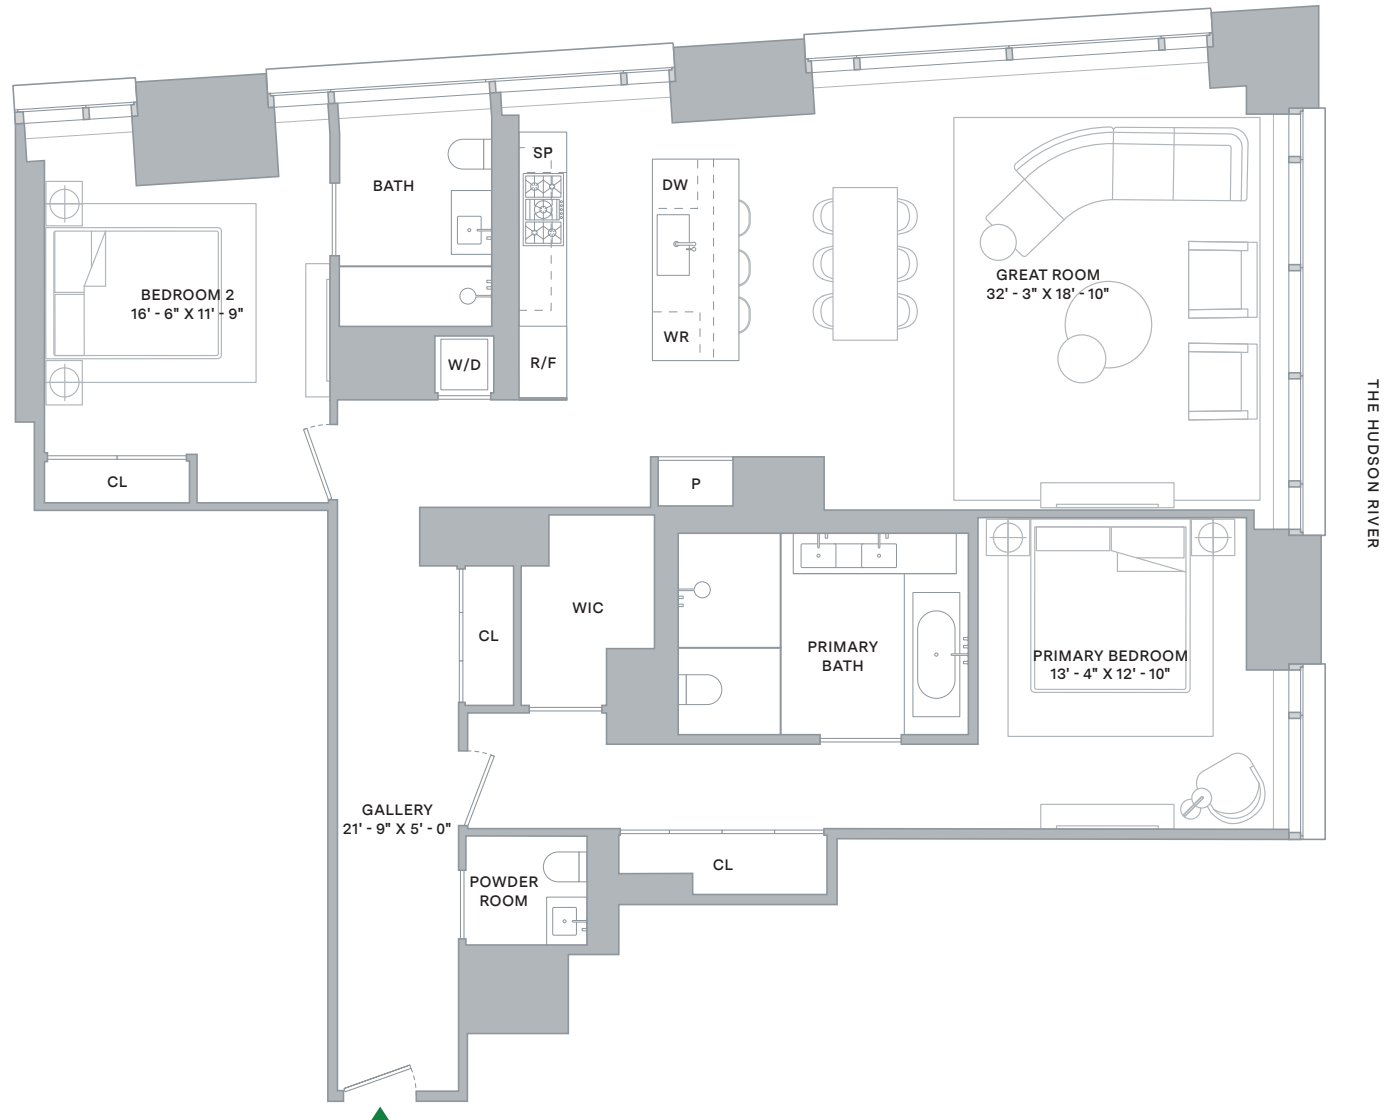 SP
BATH
DW
BEDROOM 2
16' - 6" X 11' - 9"
GREAT ROOM
32' - 3" X 18' - 10"
WR
W/D
R/F
THE HUDSON RIVER
CL
P
WIC
CL
PRIMARY
BATH
PRIMARY BEDROOM
13' - 4" X 12' - 10"
GALLERY
21' - 9" X 5' - 0"
CL
POWDER
ROOM